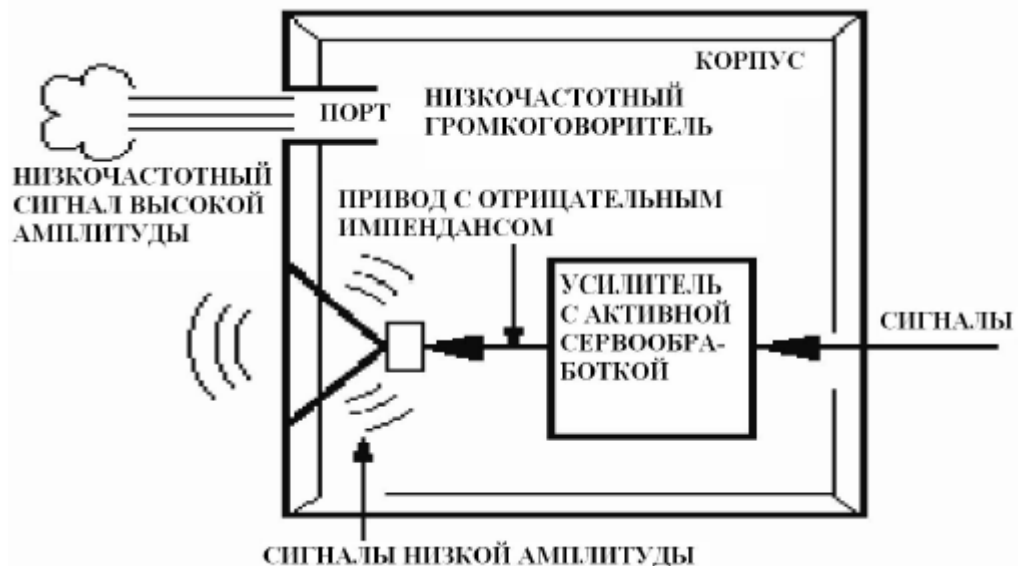 КОРПУС
ПОРТ
НИЗКОЧАСТОТНЫЙ
ГРОМКОГОВОРИТЕЛЬ
НИЗКОЧАСТОТНЫЙ
СИГНАЛ ВЫСОКОЙ
АМПЛИТУДЫ
ПРИВОД С ОТРИЦАТЕЛЬНЫМ
ИМПЕНДАНСОМ
УСИЛИТЕЛЬ
С АКТИВНОЙ
СЕРВООБРА-
БОТКОЙ
СИГНАЛЫ
СИГНАЛЫ НИЗКОЙ АМПЛИТУДЫ